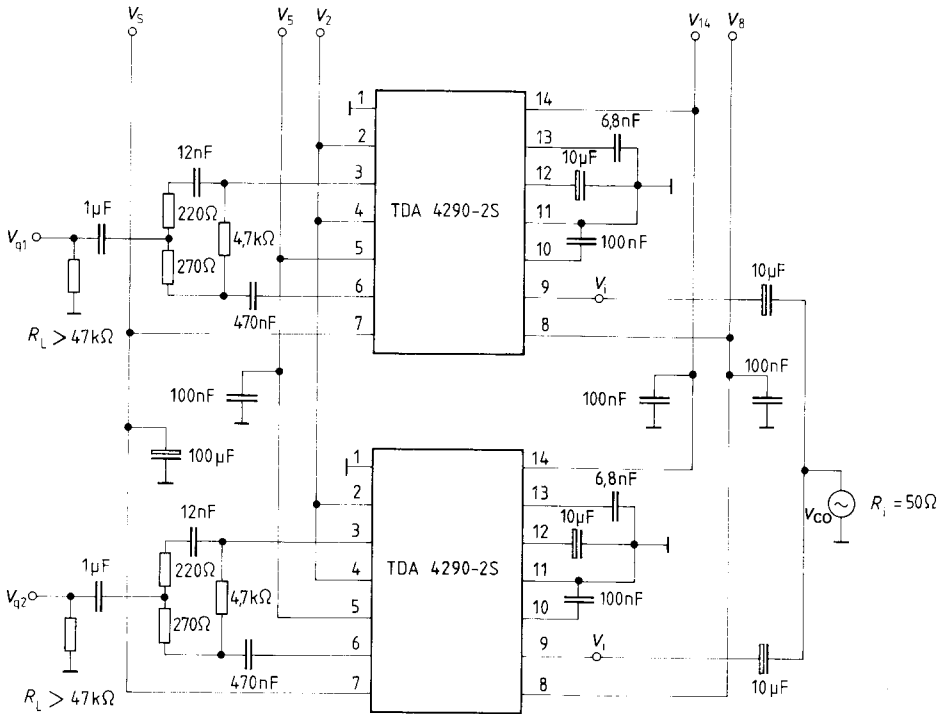 V_S
V_5
V_2
V_14
V_8
1
2
3
4
5
6
7
TDA 4290-2S
14
13
12
11
10
9
8
6,8nF
10µF
100nF
V_i
10µF
12nF
1µF
220Ω
V_q1
4,7kΩ
270Ω
470nF
R_L > 47kΩ
100nF
100nF
100nF
100µF
1
2
3
4
5
6
7
TDA 4290-2S
14
13
12
11
10
9
8
6,8nF
10µF
100nF
V_i
10µF
V_CO
R_i = 50Ω
12nF
1µF
220Ω
V_q2
4,7kΩ
270Ω
470nF
R_L > 47kΩ